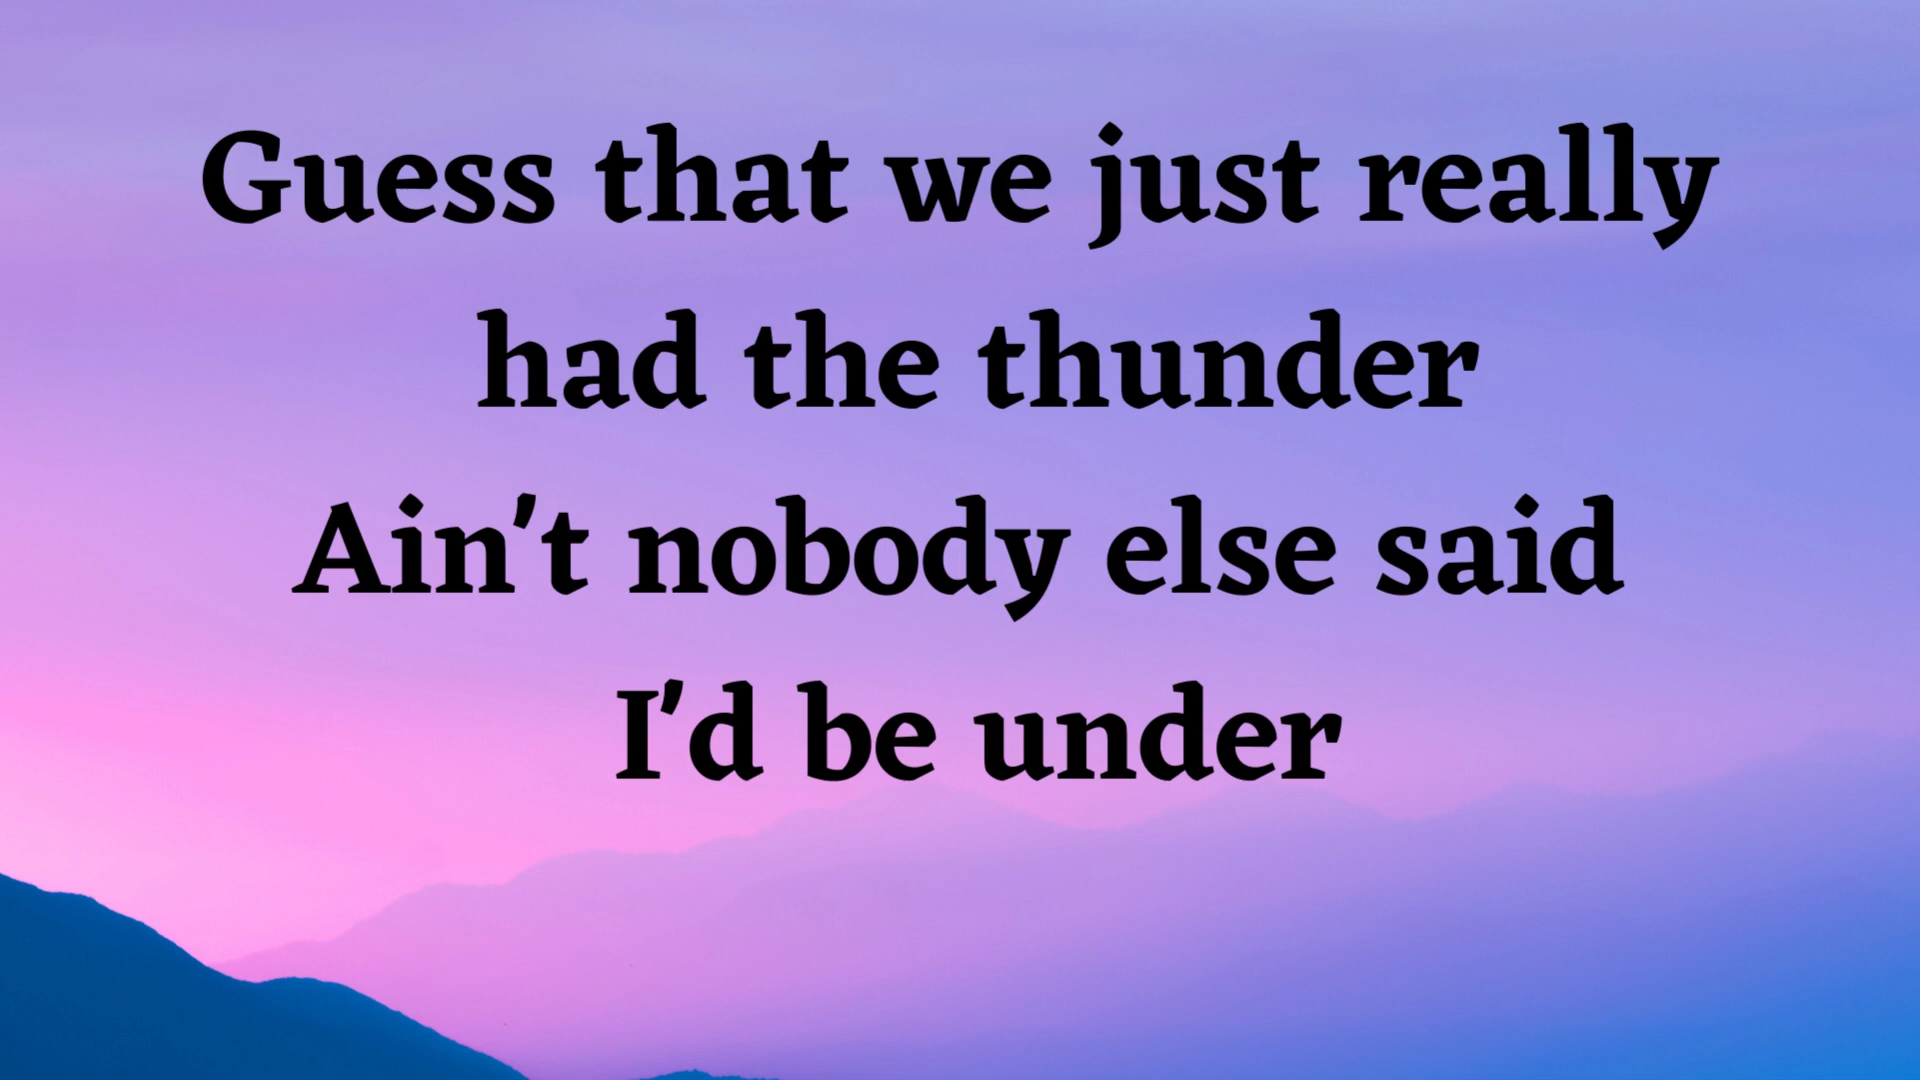 Guess that we just really
had the thunder
Ain't nobody else said
I'd be under